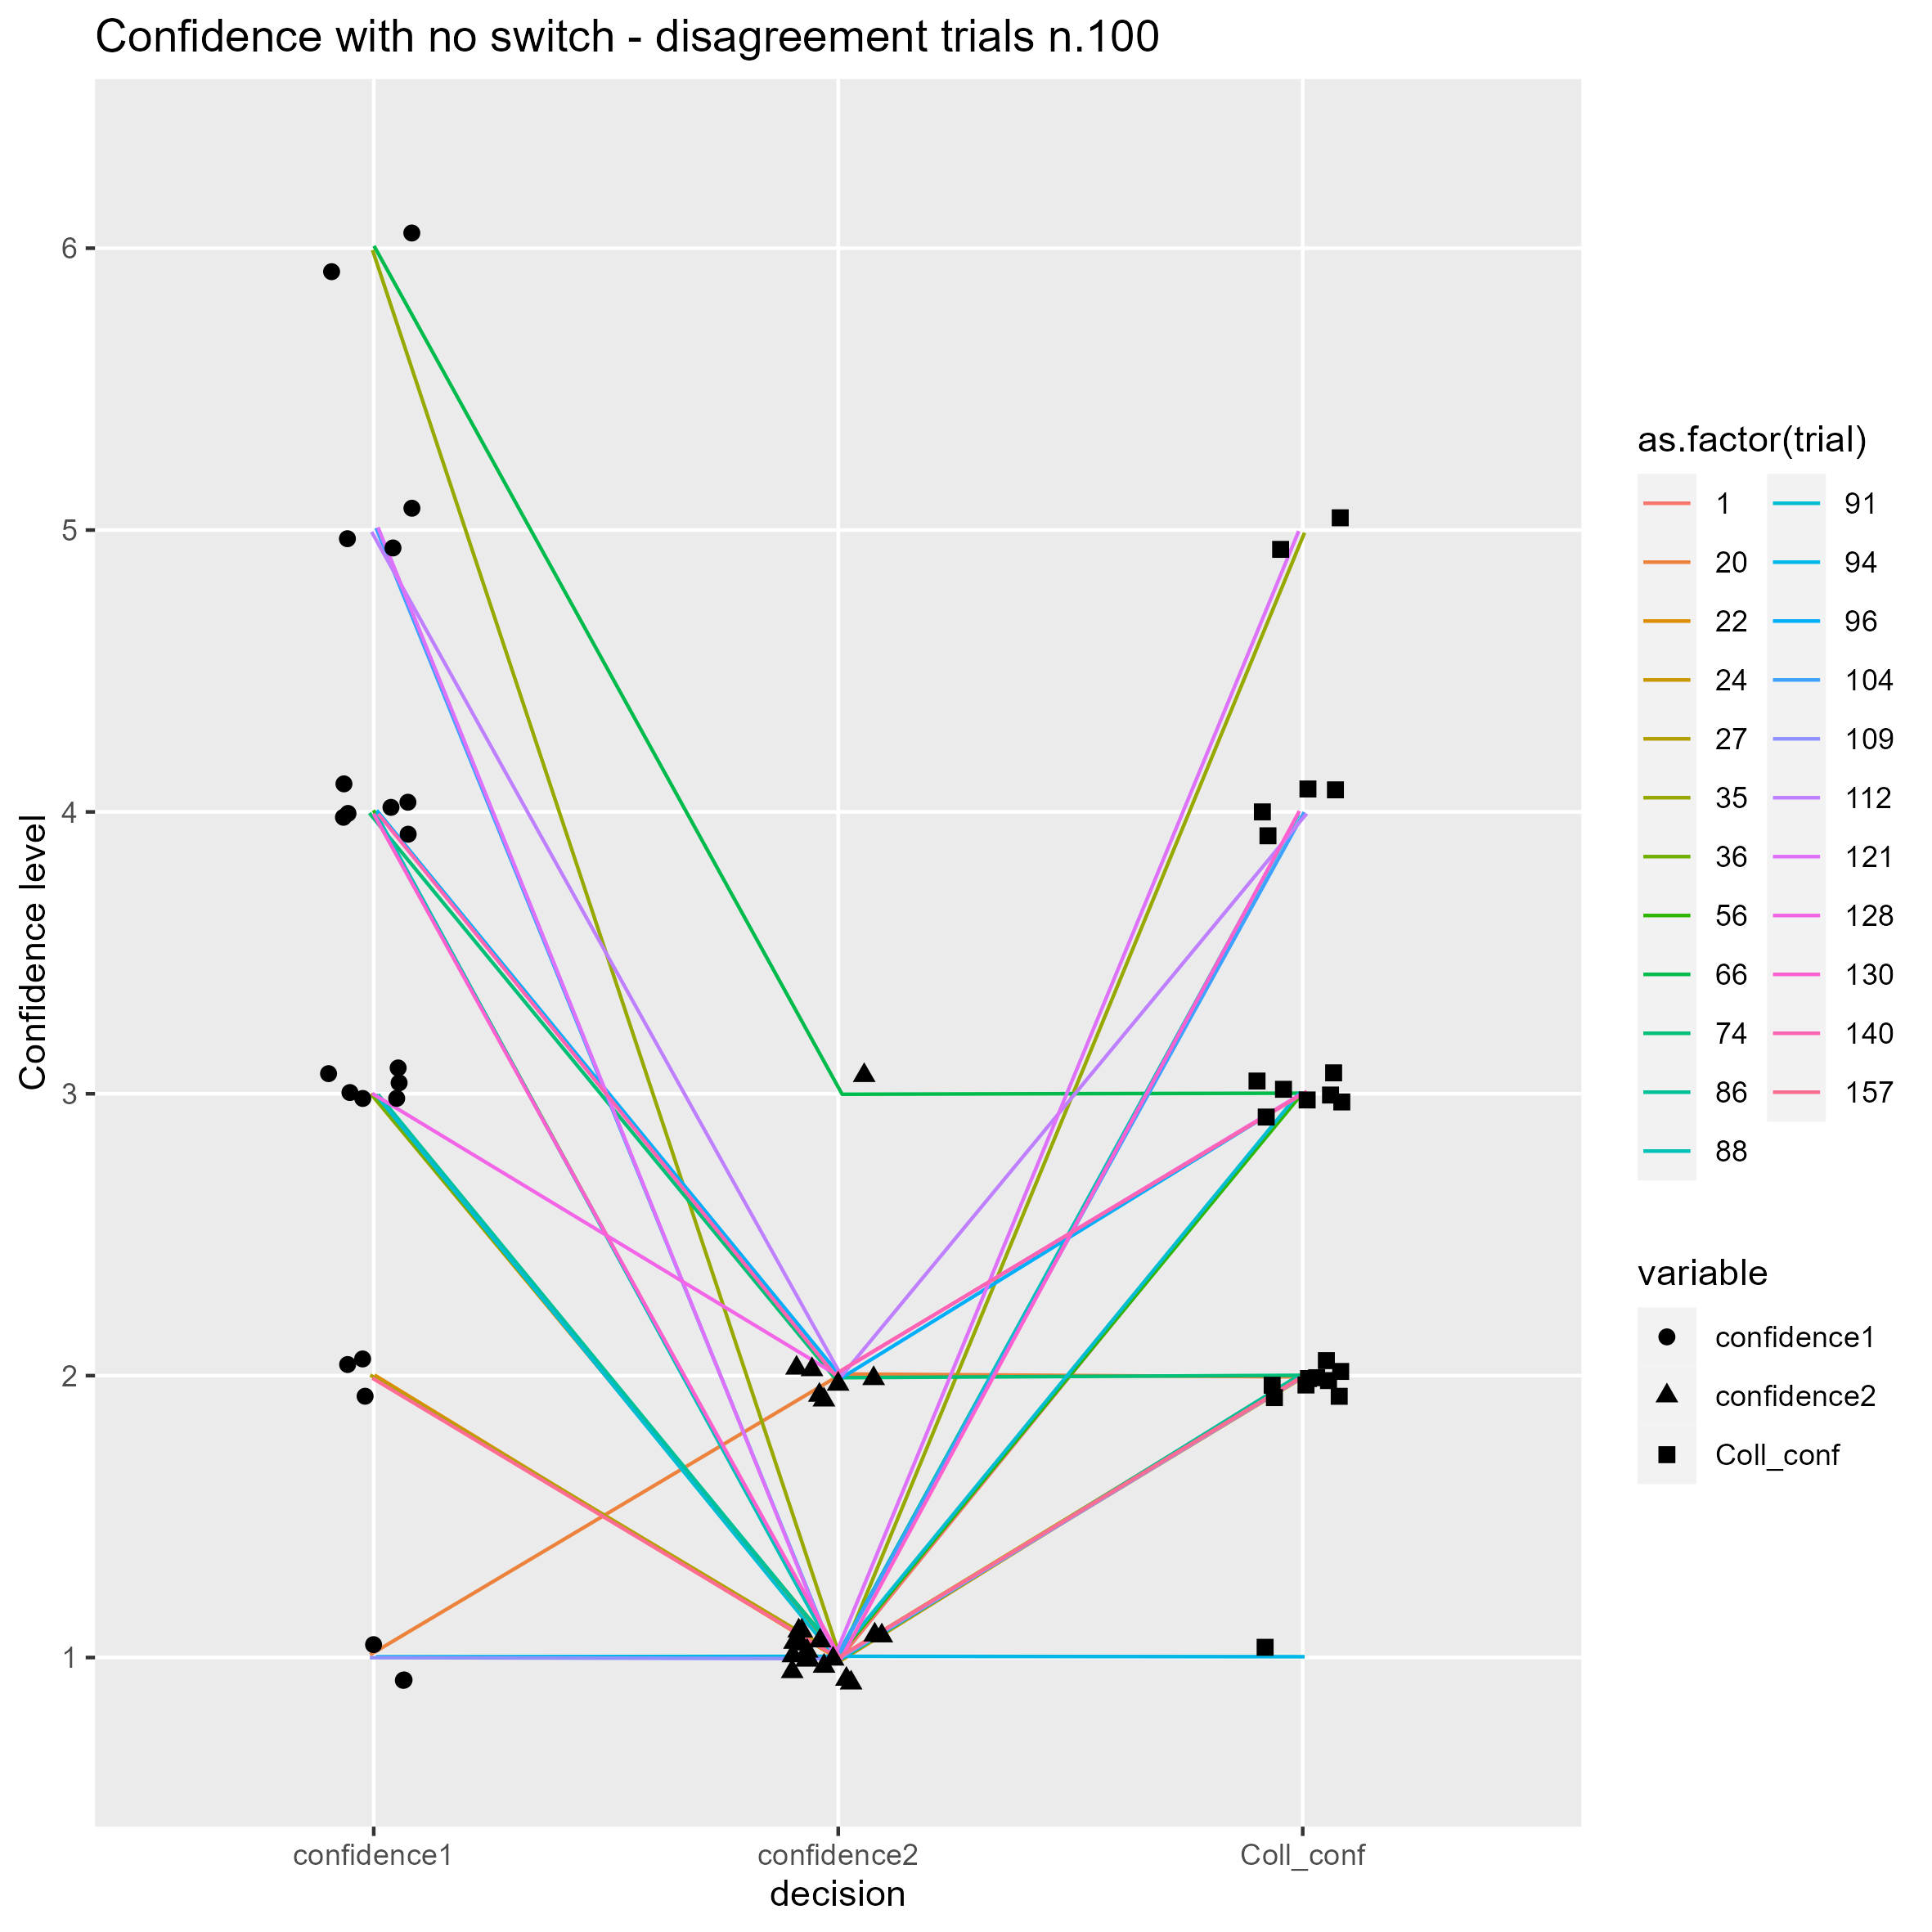 Confidence with no switch - disagreement trials n.100
Confidence level
6
5
4
3
2
1
confidence1
confidence2
Coll_conf
decision
as.factor(trial)
1
20
22
24
27
35
36
56
66
74
86
88
91
94
96
104
109
112
121
128
130
140
157
variable
confidence1
confidence2
Coll_conf